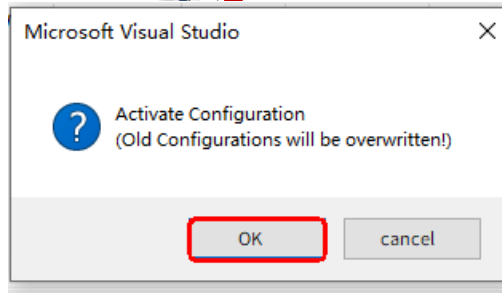 Microsoft Visual Studio
Activate Configuration
(Old Configurations will be overwritten!)
OK
cancel